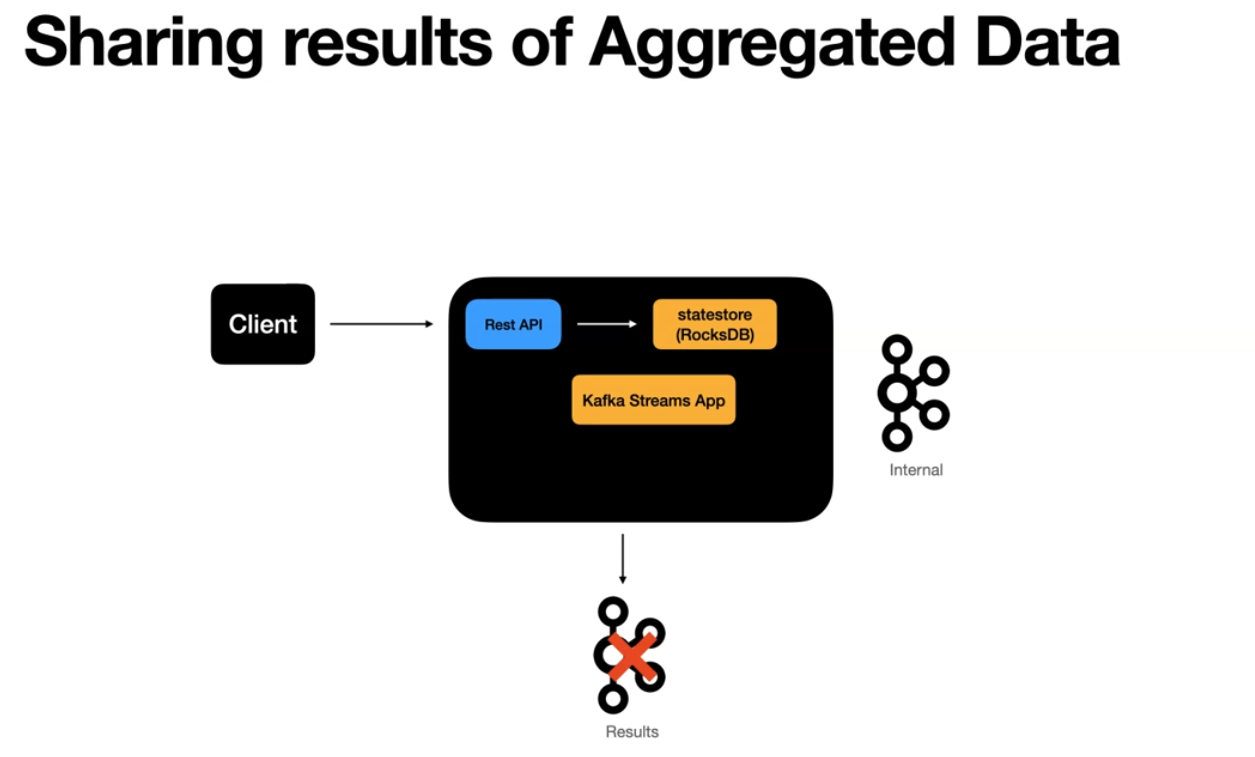 Sharing results of Aggregated Data
Client
Rest API
statestore
(RocksDB)
Kafka Streams App
Internal
Results